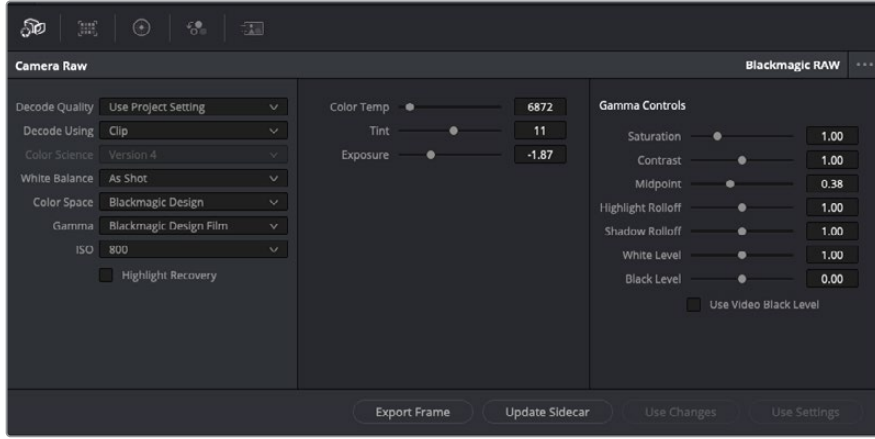 Camera Raw
Blackmagic RAW
Decode Quality Use Project Setting
Decode Using Clip
Color Science Version 4
White Balance As Shot
Color Space Blackmagic Design
Gamma Blackmagic Design Film
ISO 800
Highlight Recovery
Color Temp 6872
Tint 11
Exposure -1.87
Gamma Controls
Saturation 1.00
Contrast 1.00
Midpoint 0.38
Highlight Rolloff 1.00
Shadow Rolloff 1.00
White Level 1.00
Black Level 0.00
Use Video Black Level
Export Frame
Update Sidecar
Use Changes
Use Settings